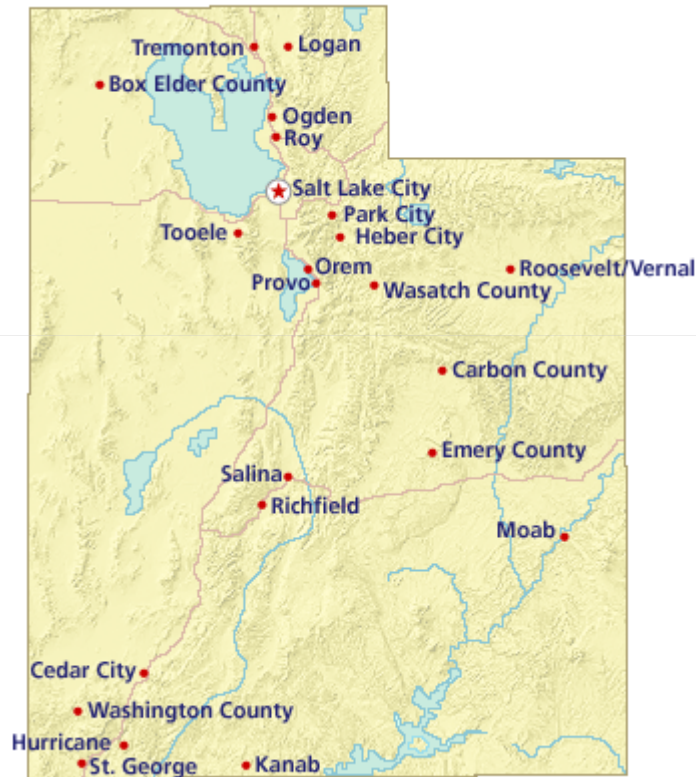 Tremonton
Logan
Box Elder County
Ogden
Roy
Salt Lake City
Park City
Tooele
Heber City
Orem
Roosevelt/Vernal
Provo
Wasatch County
Carbon County
Emery County
Salina
Richfield
Moab
Cedar City
Washington County
Hurricane
St. George
Kanab